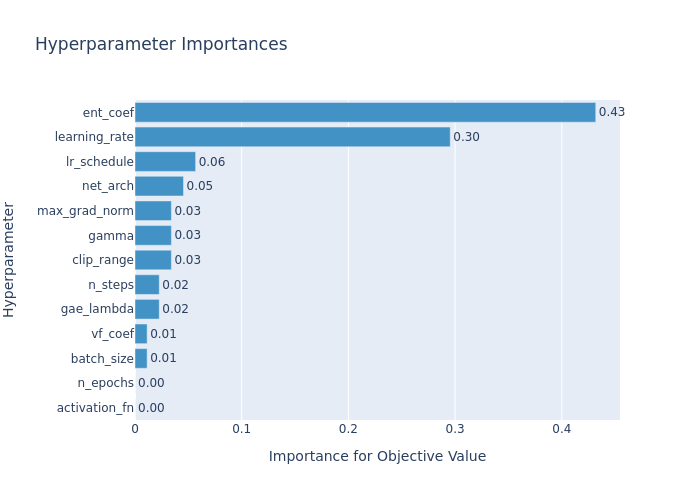 Hyperparameter Importances
Hyperparameter
ent_coef 0.43
learning_rate 0.30
lr_schedule 0.06
net_arch 0.05
max_grad_norm 0.03
gamma 0.03
clip_range 0.03
n_steps 0.02
gae_lambda 0.02
vf_coef 0.01
batch_size 0.01
n_epochs 0.00
activation_fn 0.00
0 0.1 0.2 0.3 0.4
Importance for Objective Value